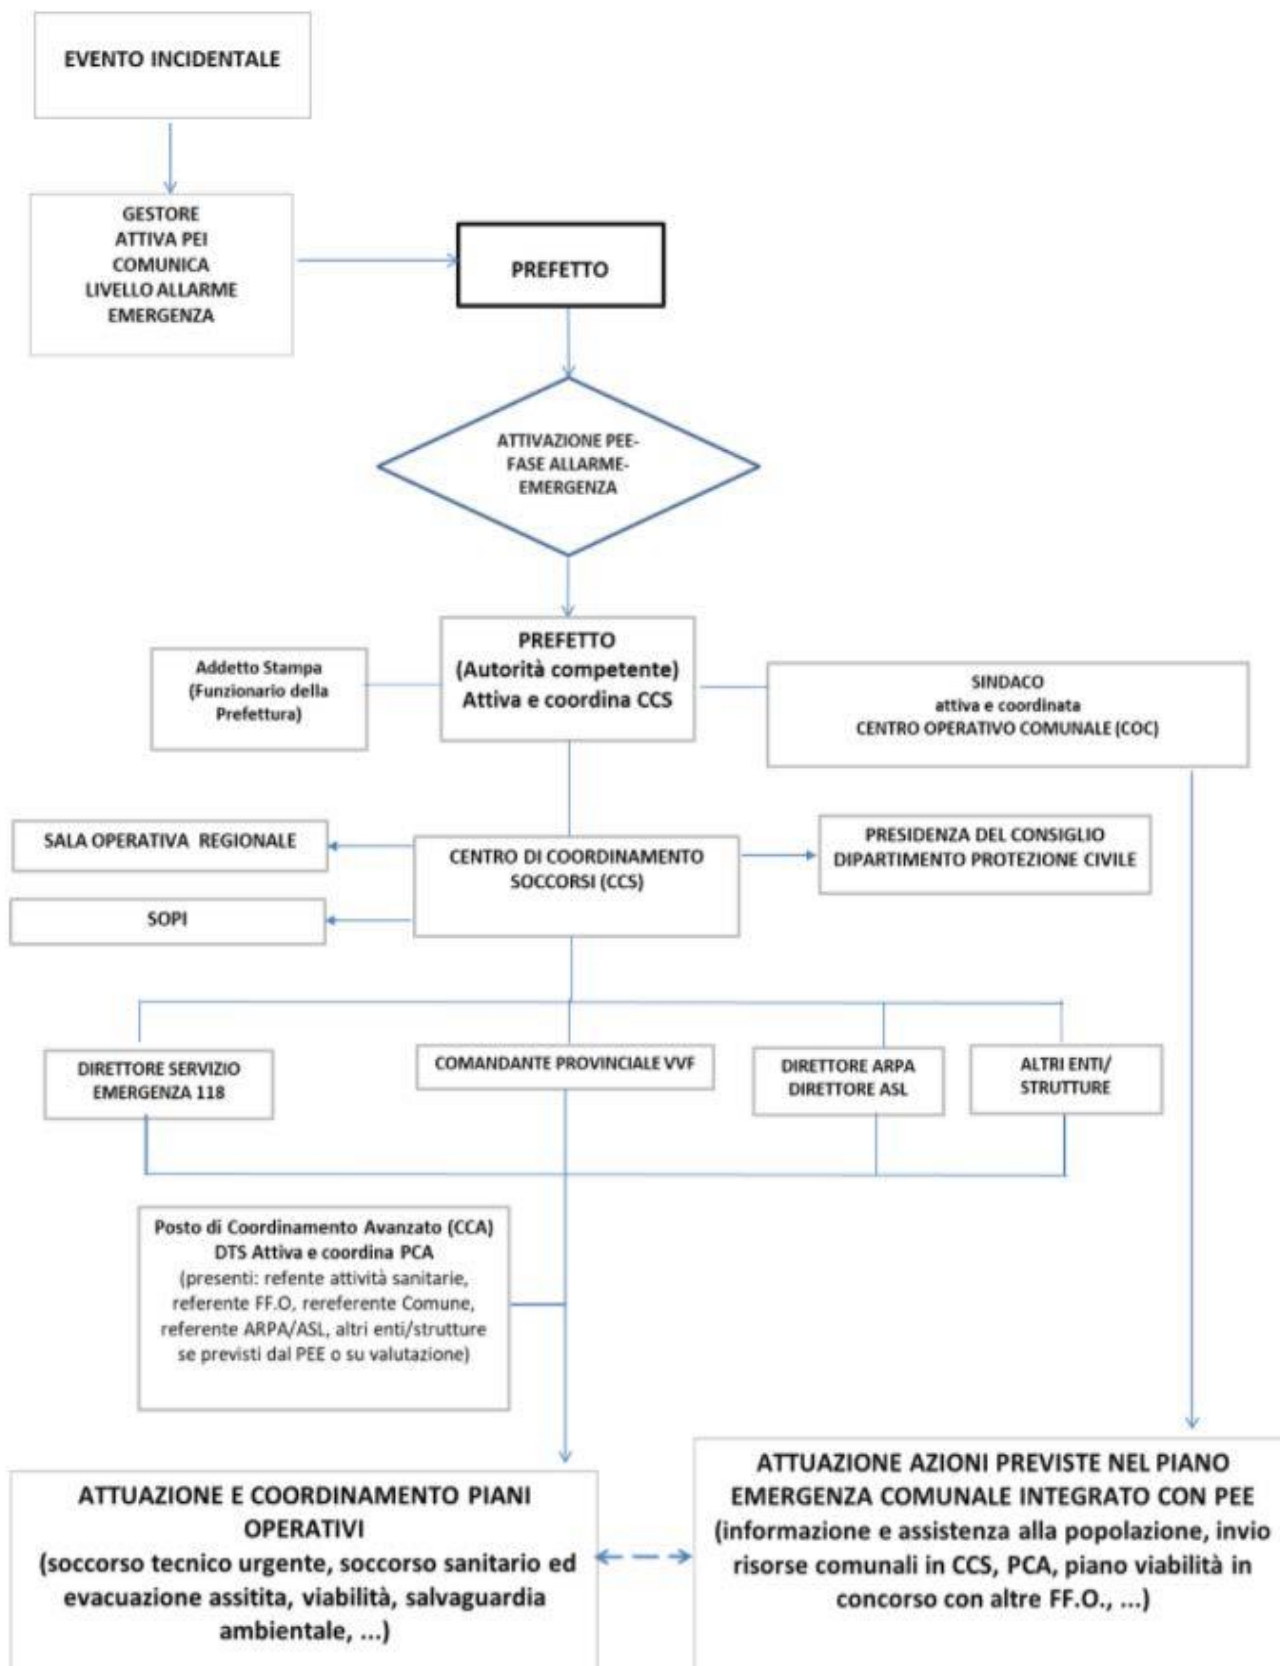 EVENTO INCIDENTALE
GESTORE
ATTIVA PEI
COMUNICA
LIVELLO ALLARME
EMERGENZA
PREFETTO
ATTIVAZIONE PEE-
FASE ALLARME-
EMERGENZA
PREFETTO
(Autorità competente)
Attiva e coordina CCS
Addetto Stampa
(Funzionario della
Prefettura)
SINDACO
attiva e coordinata
CENTRO OPERATIVO COMUNALE (COC)
SALA OPERATIVA REGIONALE
CENTRO DI COORDINAMENTO
SOCCORSI (CCS)
PRESIDENZA DEL CONSIGLIO
DIPARTIMENTO PROTEZIONE CIVILE
SOPI
DIRETTORE SERVIZIO
EMERGENZA 118
COMANDANTE PROVINCIALE VVF
DIRETTORE ARPA
DIRETTORE ASL
ALTRI ENTI/
STRUTTURE
Posto di Coordinamento Avanzato (CCA)
DTS Attiva e coordina PCA
(presenti: refente attività sanitarie,
referente FF.O, rereferente Comune,
referente ARPA/ASL, altri enti/strutture
se previsti dal PEE o su valutazione)
ATTUAZIONE E COORDINAMENTO PIANI
OPERATIVI
(soccorso tecnico urgente, soccorso sanitario ed
evacuazione assitita, viabilità, salvaguardia
ambientale, ...)
ATTUAZIONE AZIONI PREVISTE NEL PIANO
EMERGENZA COMUNALE INTEGRATO CON PEE
(informazione e assistenza alla popolazione, invio
risorse comunali in CCS, PCA, piano viabilità in
concorso con altre FF.O., ...)